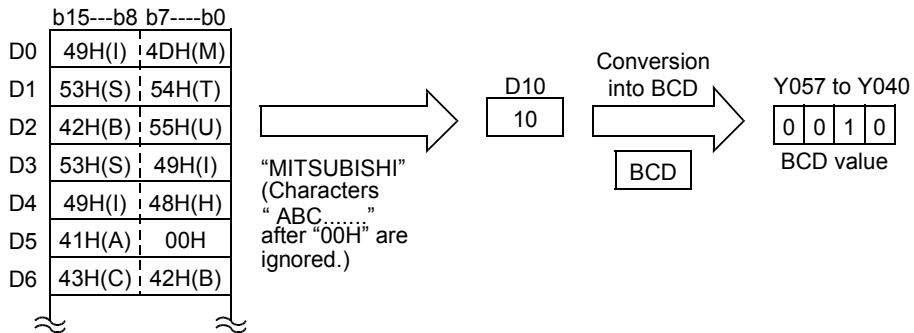 b15---b8 b7----b0
D0 49H(I) 4DH(M)
D1 53H(S) 54H(T)
D2 42H(B) 55H(U)
D3 53H(S) 49H(I)
D4 49H(I) 48H(H)
D5 41H(A) 00H
D6 43H(C) 42H(B)
“MITSUBISHI”
(Characters
“ ABC.......”
after “00H” are
ignored.)
D10
10
Conversion
into BCD
BCD
Y057 to Y040
0 0 1 0
BCD value